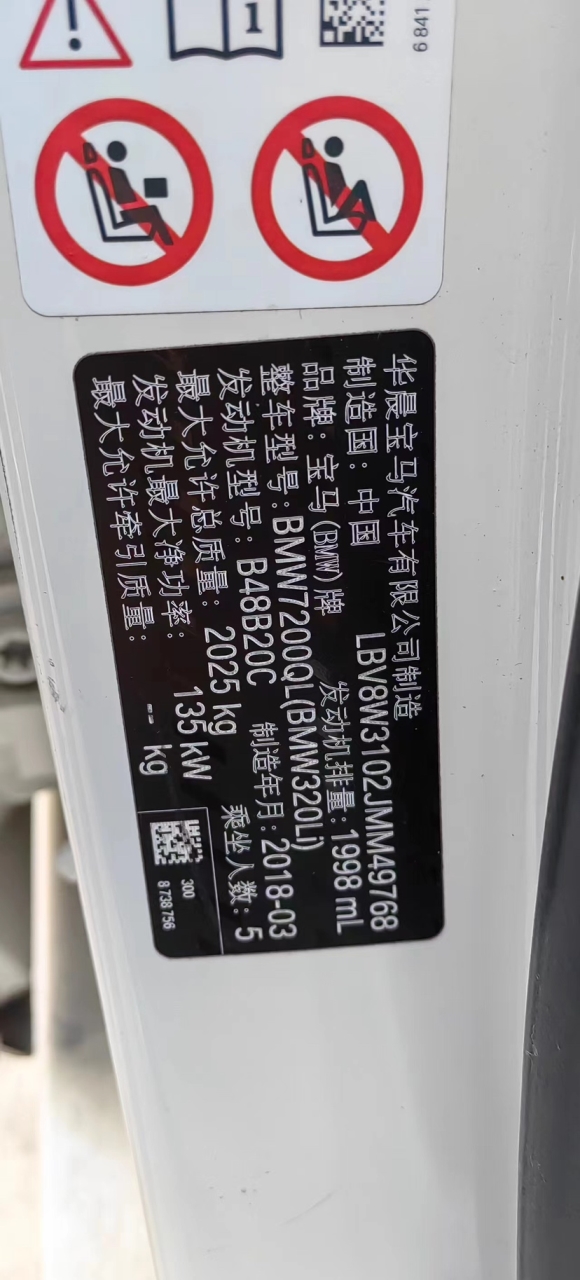 1
6 841
华晨宝马汽车有限公司制造
制造国：中国 LBV8W3102JMM49768
品牌：宝马(BMW)牌 发动机排量：1998 mL
整车型号：BMW7200QL(BMW320Li)
发动机型号：B48B20C 制造年月：2018-03
最大允许总质量：2025 kg 乘坐人数：5
发动机最大净功率：135 kW
最大允许牵引质量：-- kg
300
8 738 756